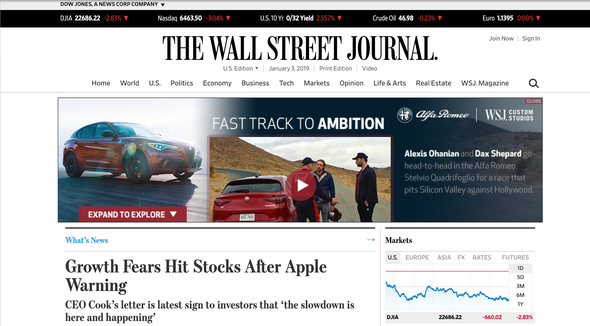 DOW JONES, A NEWS CORP COMPANY ▼
DJIA 22686.22 -2.83% ▼ Nasdaq 6463.50 -3.04% ▼ U.S. 10 Yr 0/32 Yield 2.557% ▼ Crude Oil 46.98 -0.23% ▼ Euro 1.1395 0.00% ▼
Join Now | Sign In
THE WALL STREET JOURNAL.
U.S. Edition ▼ | January 3, 2019 | Print Edition | Video
Home World U.S. Politics Economy Business Tech Markets Opinion Life & Arts Real Estate WSJ. Magazine
CLOSE
FAST TRACK TO AMBITION
Alfa Romeo | WSJ. CUSTOM STUDIOS
Alexis Ohanian and Dax Shepard go
head-to-head in the Alfa Romeo
Stelvio Quadrifoglio for a race that
pits Silicon Valley against Hollywood.
EXPAND TO EXPLORE ▼
What's News →
Growth Fears Hit Stocks After Apple
Warning
CEO Cook's letter is latest sign to investors that ‘the slowdown is
here and happening’
Markets
U.S. EUROPE ASIA FX RATES FUTURES
1D
5D
3M
6M
1Y
DJIA 22686.22 -660.02 -2.83%